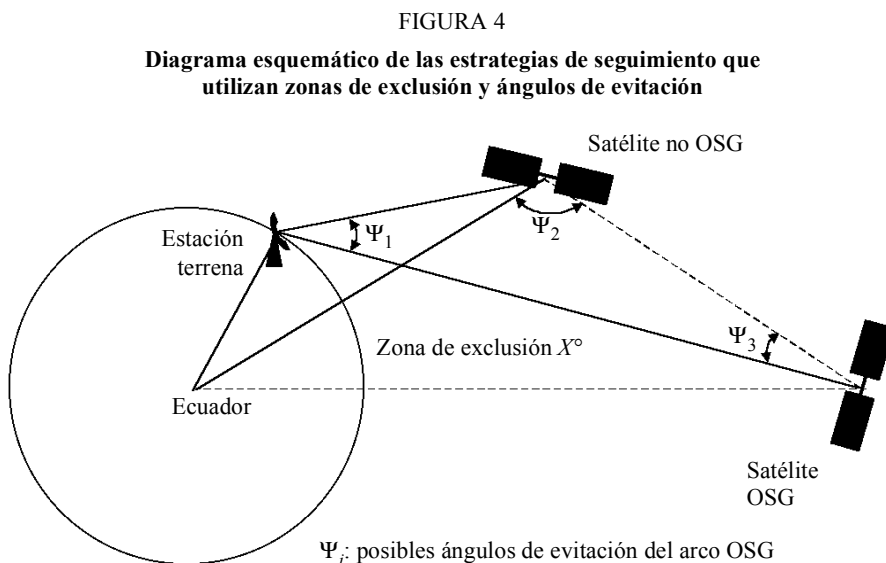 FIGURA 4
Diagrama esquemático de las estrategias de seguimiento que
utilizan zonas de exclusión y ángulos de evitación
Satélite no OSG
Estación
terrena
Ψ1
Ψ2
Ψ3
Zona de exclusión X°
Ecuador
Satélite
OSG
Ψi: posibles ángulos de evitación del arco OSG